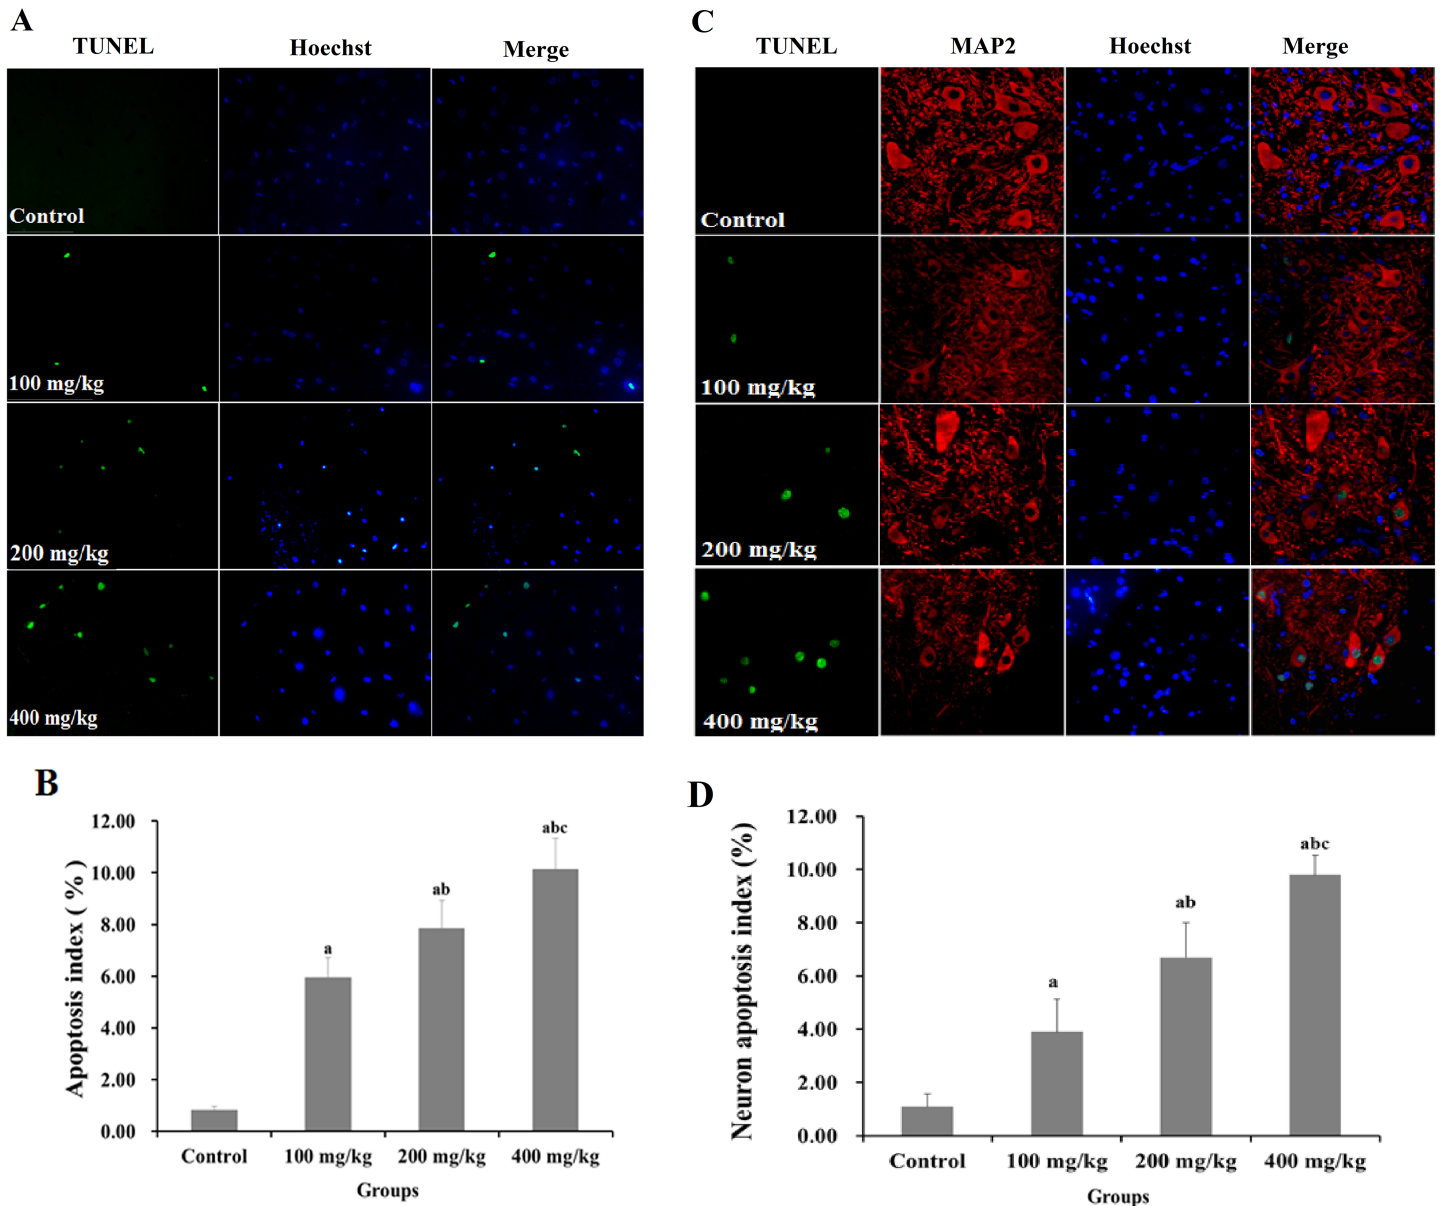 A
TUNEL Hoechst Merge
Control
100 mg/kg
200 mg/kg
400 mg/kg
C
TUNEL MAP2 Hoechst Merge
Control
100 mg/kg
200 mg/kg
400 mg/kg
B
Apoptosis index ( %)
12.00
10.00
8.00
6.00
4.00
2.00
0.00
a
ab
abc
Control 100 mg/kg 200 mg/kg 400 mg/kg
Groups
D
Neuron apoptosis index (%)
12.00
10.00
8.00
6.00
4.00
2.00
0.00
a
ab
abc
Control 100 mg/kg 200 mg/kg 400 mg/kg
Groups